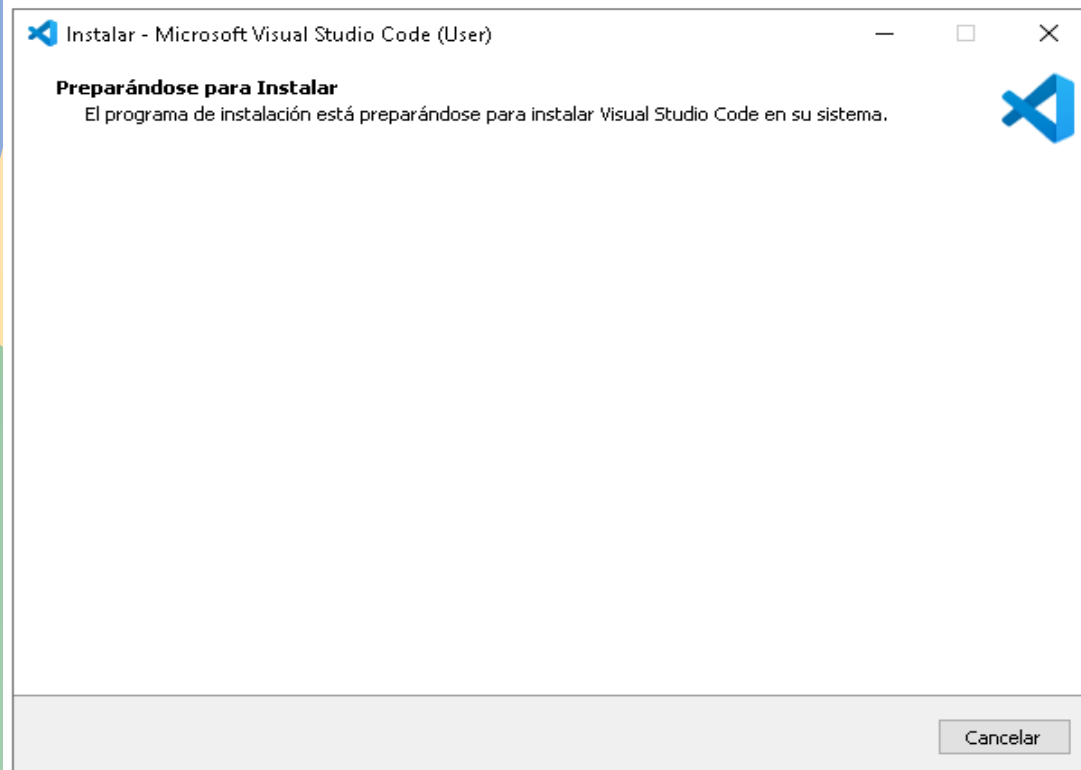 Instalar - Microsoft Visual Studio Code (User)
Preparándose para Instalar
El programa de instalación está preparándose para instalar Visual Studio Code en su sistema.
Cancelar